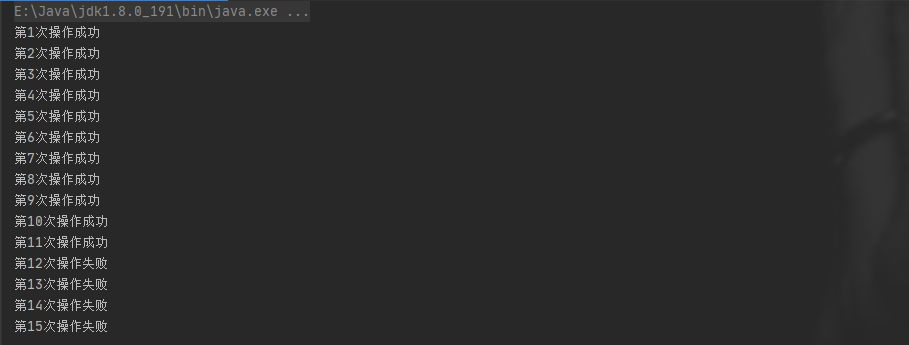 E:\Java\jdk1.8.0_191\bin\java.exe ...
第1次操作成功
第2次操作成功
第3次操作成功
第4次操作成功
第5次操作成功
第6次操作成功
第7次操作成功
第8次操作成功
第9次操作成功
第10次操作成功
第11次操作成功
第12次操作失败
第13次操作失败
第14次操作失败
第15次操作失败